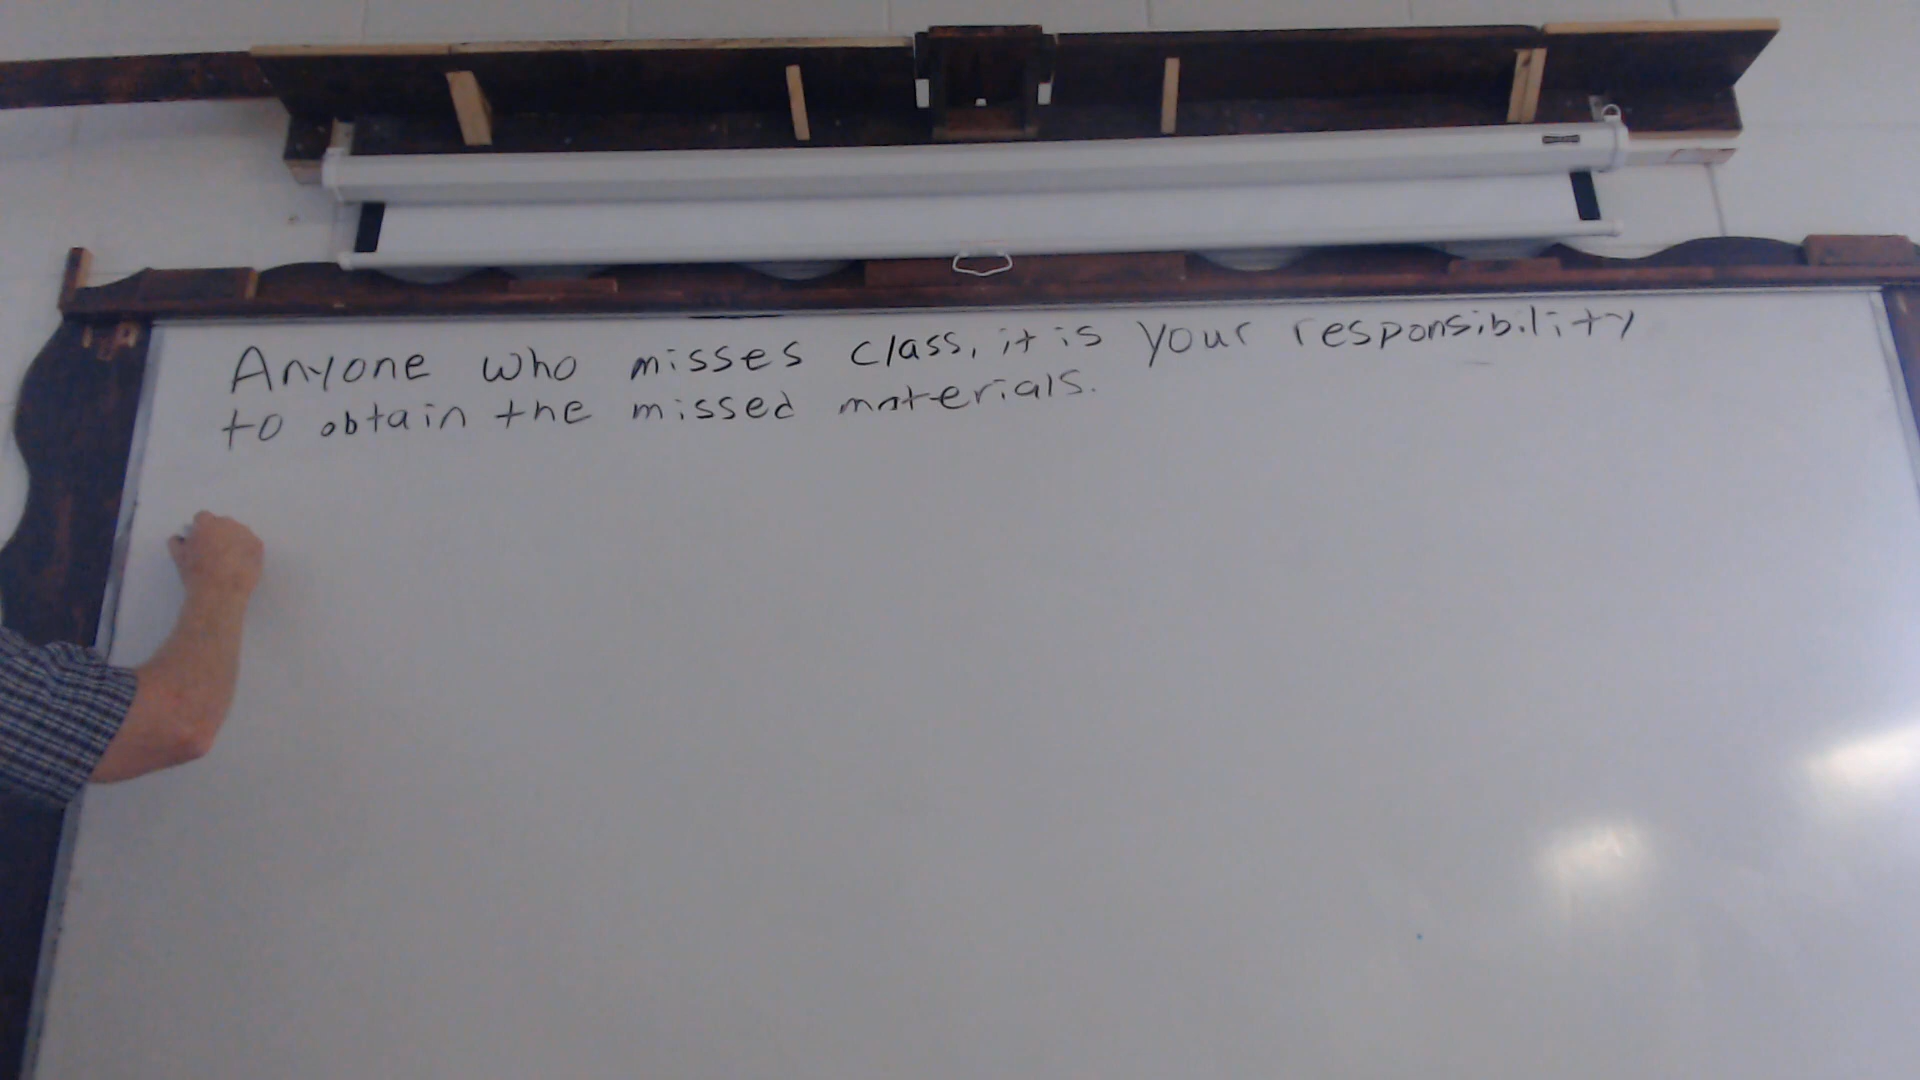 Anyone who misses class, it is your responsibility
to obtain the missed materials.